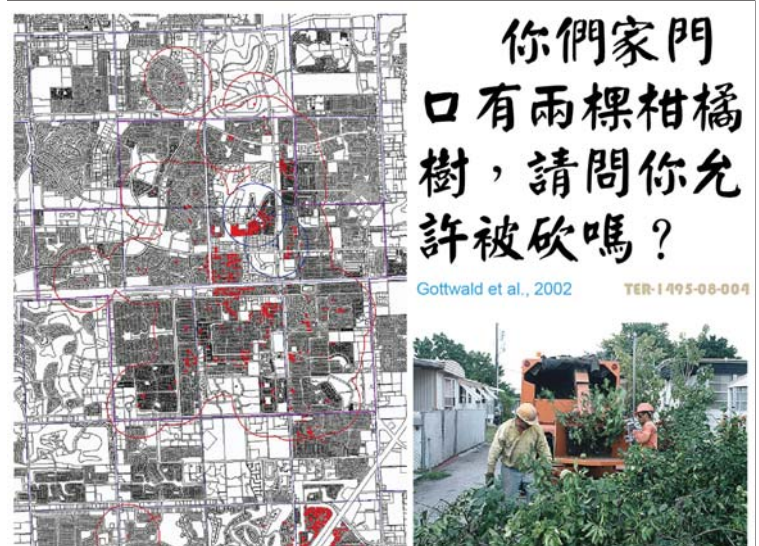 你們家門
口有兩棵柑橘
樹，請問你允
許被砍嗎？
Gottwald et al., 2002
TER-1495-08-004